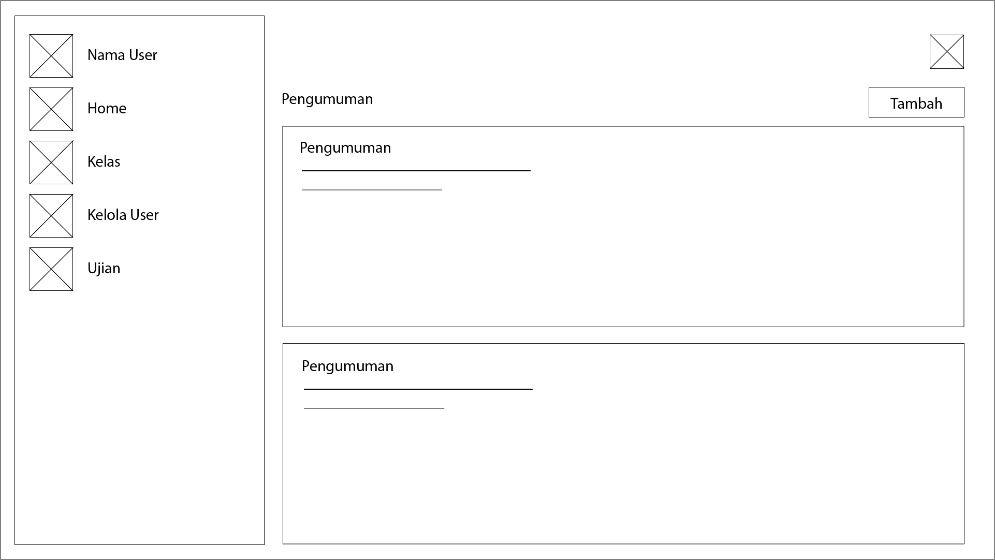 Nama User
Home
Kelas
Kelola User
Ujian
Pengumuman
Tambah
Pengumuman
Pengumuman